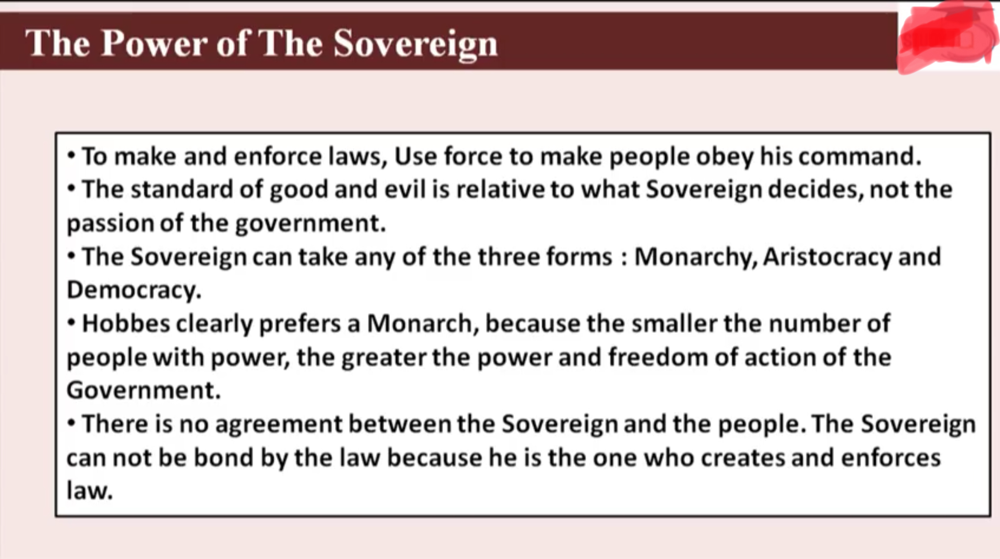 The Power of The Sovereign
• To make and enforce laws, Use force to make people obey his command.
• The standard of good and evil is relative to what Sovereign decides, not the
passion of the government.
• The Sovereign can take any of the three forms : Monarchy, Aristocracy and
Democracy.
• Hobbes clearly prefers a Monarch, because the smaller the number of
people with power, the greater the power and freedom of action of the
Government.
• There is no agreement between the Sovereign and the people. The Sovereign
can not be bond by the law because he is the one who creates and enforces
law.